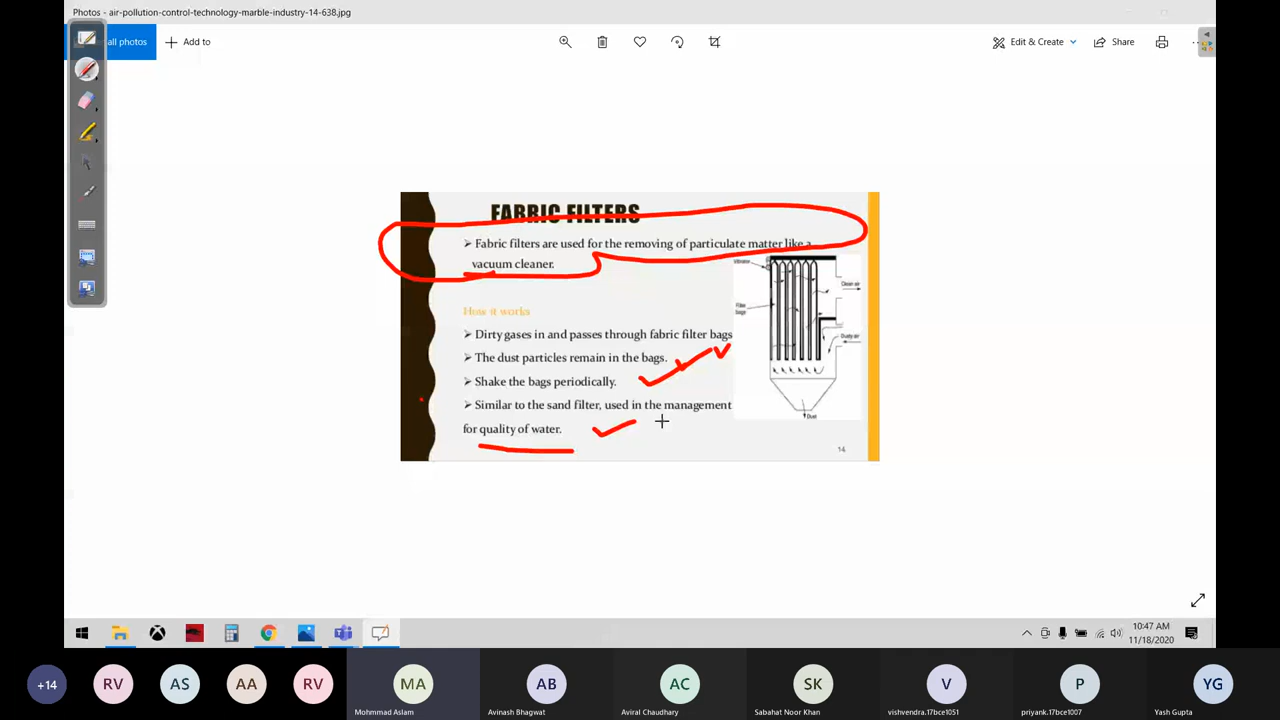 Photos - air-pollution-control-technology-marble-industry-14-638.jpg
all photos
Add to
Edit & Create
Share
FABRIC FILTERS
➢ Fabric filters are used for the removing of particulate matter like a
vacuum cleaner.
How it works
➢ Dirty gases in and passes through fabric filter bags
➢ The dust particles remain in the bags.
➢ Shake the bags periodically.
➢ Similar to the sand filter, used in the management
for quality of water.
Vibrator
Clean air
Filter
bags
Dusty air
Dust
14
10:47 AM
11/18/2020
+14
RV
AS
AA
RV
MA
Mohmmad Aslam
AB
Avinash Bhagwat
AC
Aviral Chaudhary
SK
Sabahat Noor Khan
V
vishvendra.17bce1051
P
priyank.17bce1007
YG
Yash Gupta